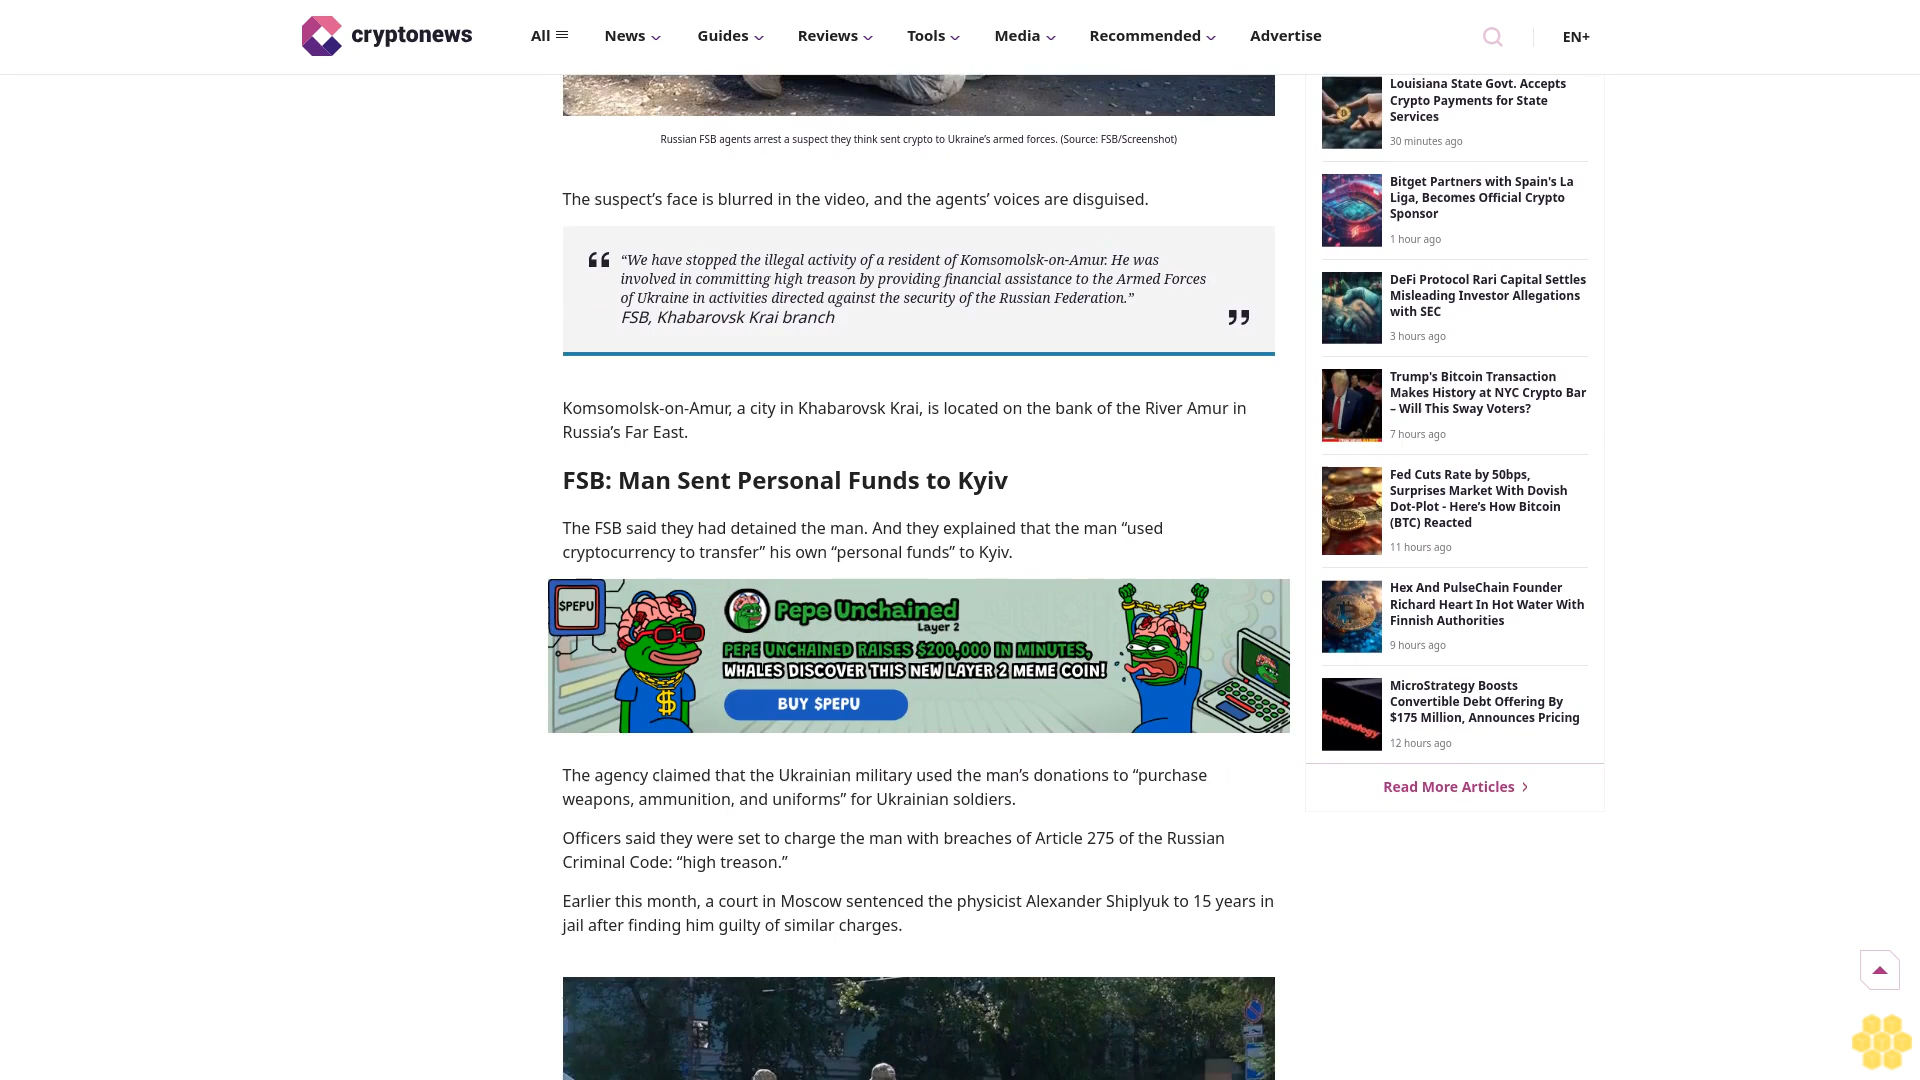 cryptonews
All
News
Guides
Reviews
Tools
Media
Recommended
Advertise
EN+
Russian FSB agents arrest a suspect they think sent crypto to Ukraine’s armed forces. (Source: FSB/Screenshot)
The suspect’s face is blurred in the video, and the agents’ voices are disguised.
“We have stopped the illegal activity of a resident of Komsomolsk-on-Amur. He was
involved in committing high treason by providing financial assistance to the Armed Forces
of Ukraine in activities directed against the security of the Russian Federation.”
FSB, Khabarovsk Krai branch
Komsomolsk-on-Amur, a city in Khabarovsk Krai, is located on the bank of the River Amur in
Russia’s Far East.
FSB: Man Sent Personal Funds to Kyiv
The FSB said they had detained the man. And they explained that the man “used
cryptocurrency to transfer” his own “personal funds” to Kyiv.
$PEPU
Pepe Unchained
Layer 2
PEPE UNCHAINED RAISES $200,000 IN MINUTES,
WHALES DISCOVER THIS NEW LAYER 2 MEME COIN!
BUY $PEPU
The agency claimed that the Ukrainian military used the man’s donations to “purchase
weapons, ammunition, and uniforms” for Ukrainian soldiers.
Officers said they were set to charge the man with breaches of Article 275 of the Russian
Criminal Code: “high treason.”
Earlier this month, a court in Moscow sentenced the physicist Alexander Shiplyuk to 15 years in
jail after finding him guilty of similar charges.
Louisiana State Govt. Accepts
Crypto Payments for State
Services
30 minutes ago
Bitget Partners with Spain's La
Liga, Becomes Official Crypto
Sponsor
1 hour ago
DeFi Protocol Rari Capital Settles
Misleading Investor Allegations
with SEC
3 hours ago
Trump's Bitcoin Transaction
Makes History at NYC Crypto Bar
– Will This Sway Voters?
7 hours ago
Fed Cuts Rate by 50bps,
Surprises Market With Dovish
Dot-Plot - Here’s How Bitcoin
(BTC) Reacted
11 hours ago
Hex And PulseChain Founder
Richard Heart In Hot Water With
Finnish Authorities
9 hours ago
MicroStrategy Boosts
Convertible Debt Offering By
$175 Million, Announces Pricing
12 hours ago
Read More Articles